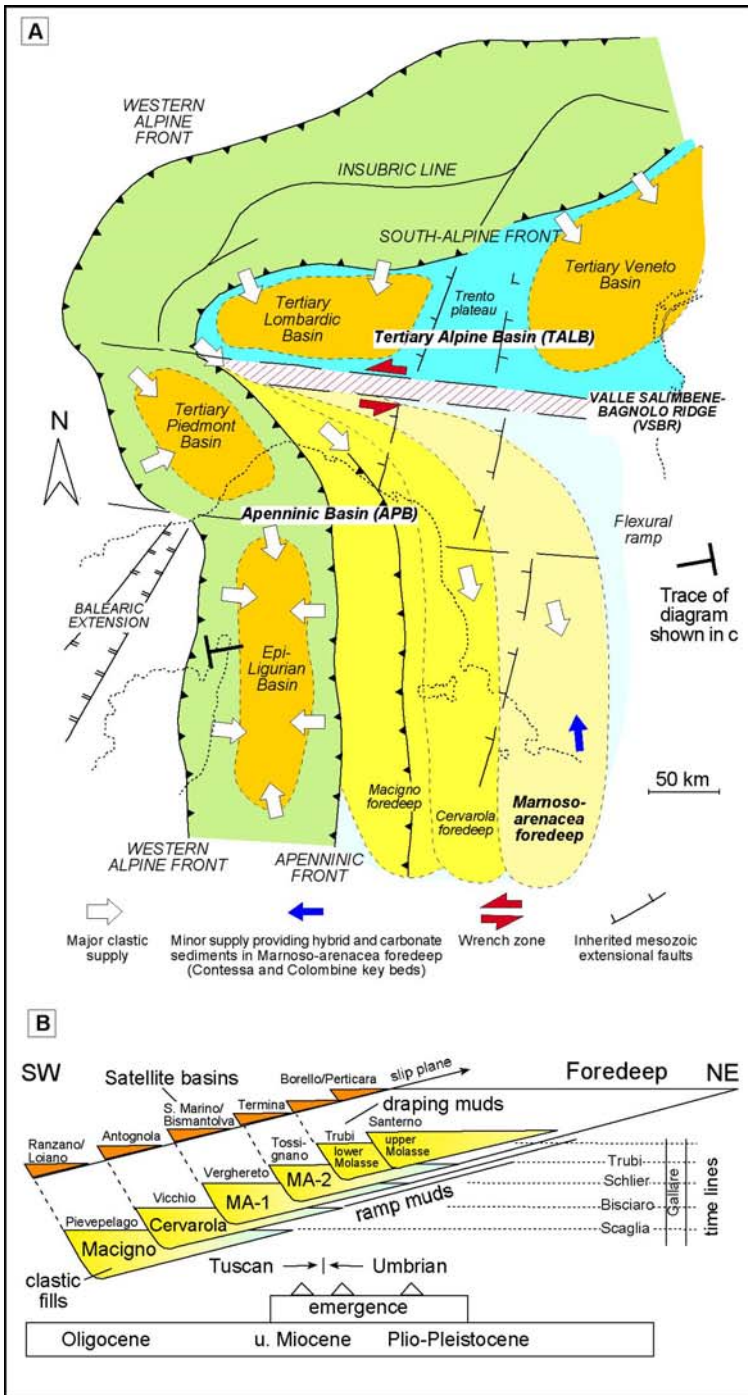 A
WESTERN
ALPINE
FRONT
INSUBRIC LINE
SOUTH-ALPINE FRONT
Tertiary Veneto
Basin
Tertiary
Lombardic
Basin
Trento
plateau
Tertiary Alpine Basin (TALB)
VALLE SALIMBENE-
BAGNOLO RIDGE
(VSBR)
Tertiary
Piedmont
Basin
N
Apenninic Basin (APB)
Flexural
ramp
Trace of
diagram
shown in c
BALEARIC
EXTENSION
Epi-
Ligurian
Basin
50 km
Macigno
foredeep
Cervarola
foredeep
Marnoso-
arenacea
foredeep
WESTERN
ALPINE FRONT
APENNINIC
FRONT
Major clastic
supply
Minor supply providing hybrid and carbonate
sediments in Marnoso-arenacea foredeep
(Contessa and Colombine key beds)
Wrench zone
Inherited mesozoic
extensional faults
B
SW
Foredeep
NE
Satellite basins
Borello/Perticara
slip plane
Ranzano/
Loiano
Antognola
S. Marino/
Bismantolva
Termina
draping muds
Santerno
Tossi-
gnano
Trubi
lower
Molasse
upper
Molasse
Verghereto
MA-2
MA-1
Vicchio
Cervarola
Pievepelago
Macigno
ramp muds
clastic
fills
Trubi
Schlier
Bisciaro
Scaglia
Gallare
time lines
Tuscan
Umbrian
emergence
Oligocene
u. Miocene
Plio-Pleistocene